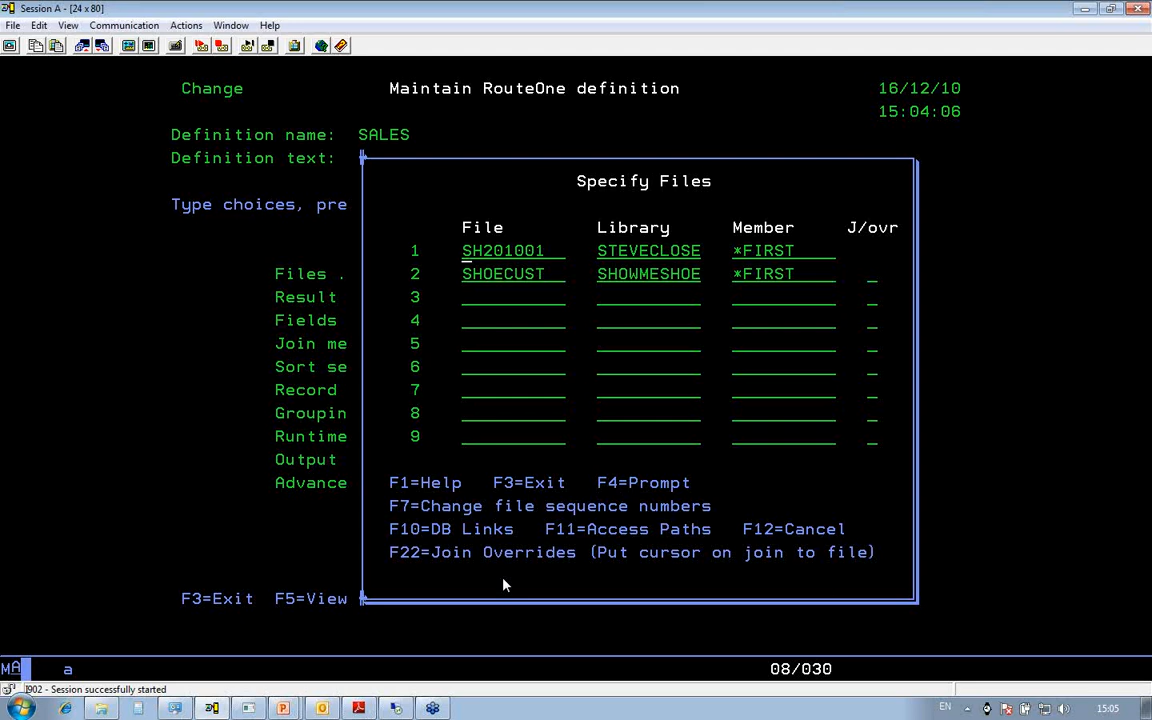 Session A - [24 x 80]
File Edit View Communication Actions Window Help
Change Maintain RouteOne definition 16/12/10
15:04:06
Definition name: SALES
Definition text:
Specify Files
Type choices, pre
File Library Member J/ovr
1 SH201001 STEVECLOSE *FIRST
Files . 2 SHOECUST SHOWMESHOE *FIRST
Result 3
Fields 4
Join me 5
Sort se 6
Record 7
Groupin 8
Runtime 9
Output
Advance F1=Help F3=Exit F4=Prompt
F7=Change file sequence numbers
F10=DB Links F11=Access Paths F12=Cancel
F22=Join Overrides (Put cursor on join to file)
F3=Exit F5=View
MA a 08/030
I902 - Session successfully started
EN 15:05